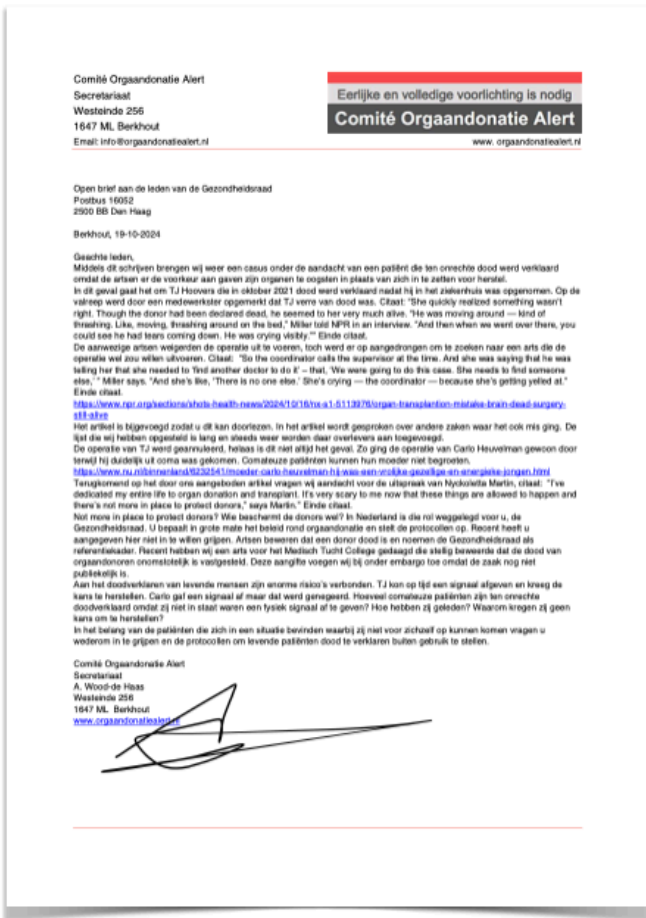 Comité Orgaandonatie Alert
Secretariaat
Westeinde 256
1647 ML Berkhout
Email: info@orgaandonatiealert.nl
Eerlijke en volledige voorlichting is nodig
Comité Orgaandonatie Alert
www. orgaandonatiealert.nl
Open brief aan de leden van de Gezondheidsraad
Postbus 16052
2500 BB Den Haag
Berkhout, 19-10-2024
Geachte leden,
Middels dit schrijven brengen wij weer een casus onder de aandacht van een patiënt die ten onrechte dood werd verklaard
omdat de artsen er de voorkeur aan gaven zijn organen te oogsten in plaats van zich in te zetten voor herstel.
In dit geval gaat het om TJ Hoovers die in oktober 2021 dood werd verklaard nadat hij in het ziekenhuis was opgenomen. Op de
valreep werd door een medewerkster opgemerkt dat TJ verre van dood was. Citaat: "She quickly realized something wasn't
right. Though the donor had been declared dead, he seemed to her very much alive. "He was moving around — kind of
thrashing. Like, moving, thrashing around on the bed," Miller told NPR in an interview. "And then when we went over there, you
could see he had tears coming down. He was crying visibly."" Einde citaat.
De aanwezige artsen weigerden de operatie uit te voeren, toch werd er op aangedrongen om te zoeken naar een arts die de
operatie wel zou willen uitvoeren. Citaat: "So the coordinator calls the supervisor at the time. And she was saying that he was
telling her that she needed to 'find another doctor to do it' – that, 'We were going to do this case. She needs to find someone
else,' " Miller says. "And she's like, 'There is no one else.' She's crying — the coordinator — because she's getting yelled at."
Einde citaat.
https://www.npr.org/sections/shots-health-news/2024/10/16/nx-s1-5113976/organ-transplantion-mistake-brain-dead-surgery-
still-alive
Het artikel is bijgevoegd zodat u dit kan doorlezen. In het artikel wordt gesproken over andere zaken waar het ook mis ging. De
lijst die wij hebben opgesteld is lang en steeds weer worden daar overlevers aan toegevoegd.
De operatie van TJ werd geannuleerd, helaas is dit niet altijd het geval. Zo ging de operatie van Carlo Heuvelman gewoon door
terwijl hij duidelijk uit coma was gekomen. Comateuze patiënten kunnen hun moeder niet begroeten.
https://www.nu.nl/binnenland/6232541/moeder-carlo-heuvelman-hij-was-een-vrolijke-gezellige-en-energieke-jongen.html
Terugkomend op het door ons aangeboden artikel vragen wij aandacht voor de uitspraak van Nyckoletta Martin, citaat: "I've
dedicated my entire life to organ donation and transplant. It's very scary to me now that these things are allowed to happen and
there's not more in place to protect donors," says Martin." Einde citaat.
Not more in place to protect donors? Wie beschermt de donors wel? In Nederland is die rol weggelegd voor u, de
Gezondheidsraad. U bepaalt in grote mate het beleid rond orgaandonatie en stelt de protocollen op. Recent heeft u
aangegeven hier niet in te willen grijpen. Artsen beweren dat een donor dood is en noemen de Gezondheidsraad als
referentiekader. Recent hebben wij een arts voor het Medisch Tucht College gedaagd die stellig beweerde dat de dood van
orgaandonoren onomstotelijk is vastgesteld. Deze aangifte voegen wij bij onder embargo toe omdat de zaak nog niet
publiekelijk is.
Aan het doodverklaren van levende mensen zijn enorme risico's verbonden. TJ kon op tijd een signaal afgeven en kreeg de
kans te herstellen. Carlo gaf een signaal af maar dat werd genegeerd. Hoeveel comateuze patiënten zijn ten onrechte
doodverklaard omdat zij niet in staat waren een fysiek signaal af te geven? Hoe hebben zij geleden? Waarom kregen zij geen
kans om te herstellen?
In het belang van de patiënten die zich in een situatie bevinden waarbij zij niet voor zichzelf op kunnen komen vragen u
wederom in te grijpen en de protocollen om levende patiënten dood te verklaren buiten gebruik te stellen.
Comité Orgaandonatie Alert
Secretariaat
A. Wood-de Haas
Westeinde 256
1647 ML Berkhout
www.orgaandonatiealert.nl